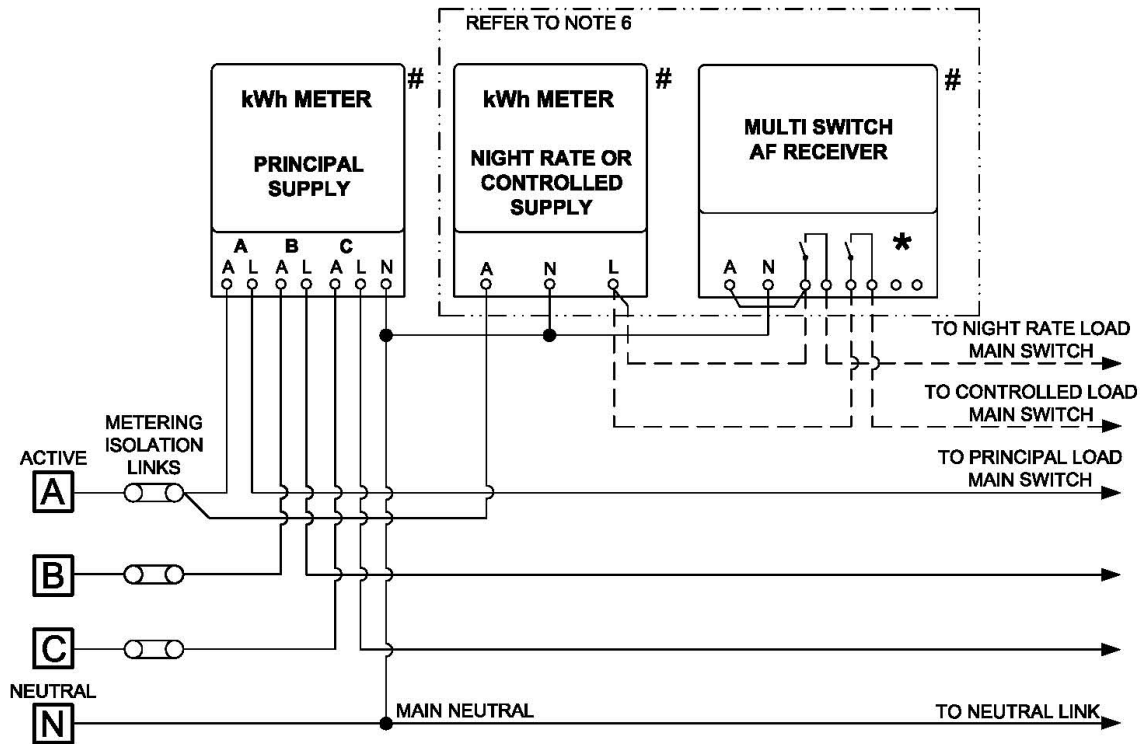 REFER TO NOTE 6
#
kWh METER
PRINCIPAL
SUPPLY
A B C
A L A L A L N
#
kWh METER
NIGHT RATE OR
CONTROLLED
SUPPLY
A N L
#
MULTI SWITCH
AF RECEIVER
*
A N
TO NIGHT RATE LOAD
MAIN SWITCH
TO CONTROLLED LOAD
MAIN SWITCH
TO PRINCIPAL LOAD
MAIN SWITCH
METERING
ISOLATION
LINKS
ACTIVE
A
B
C
NEUTRAL
N
MAIN NEUTRAL
TO NEUTRAL LINK